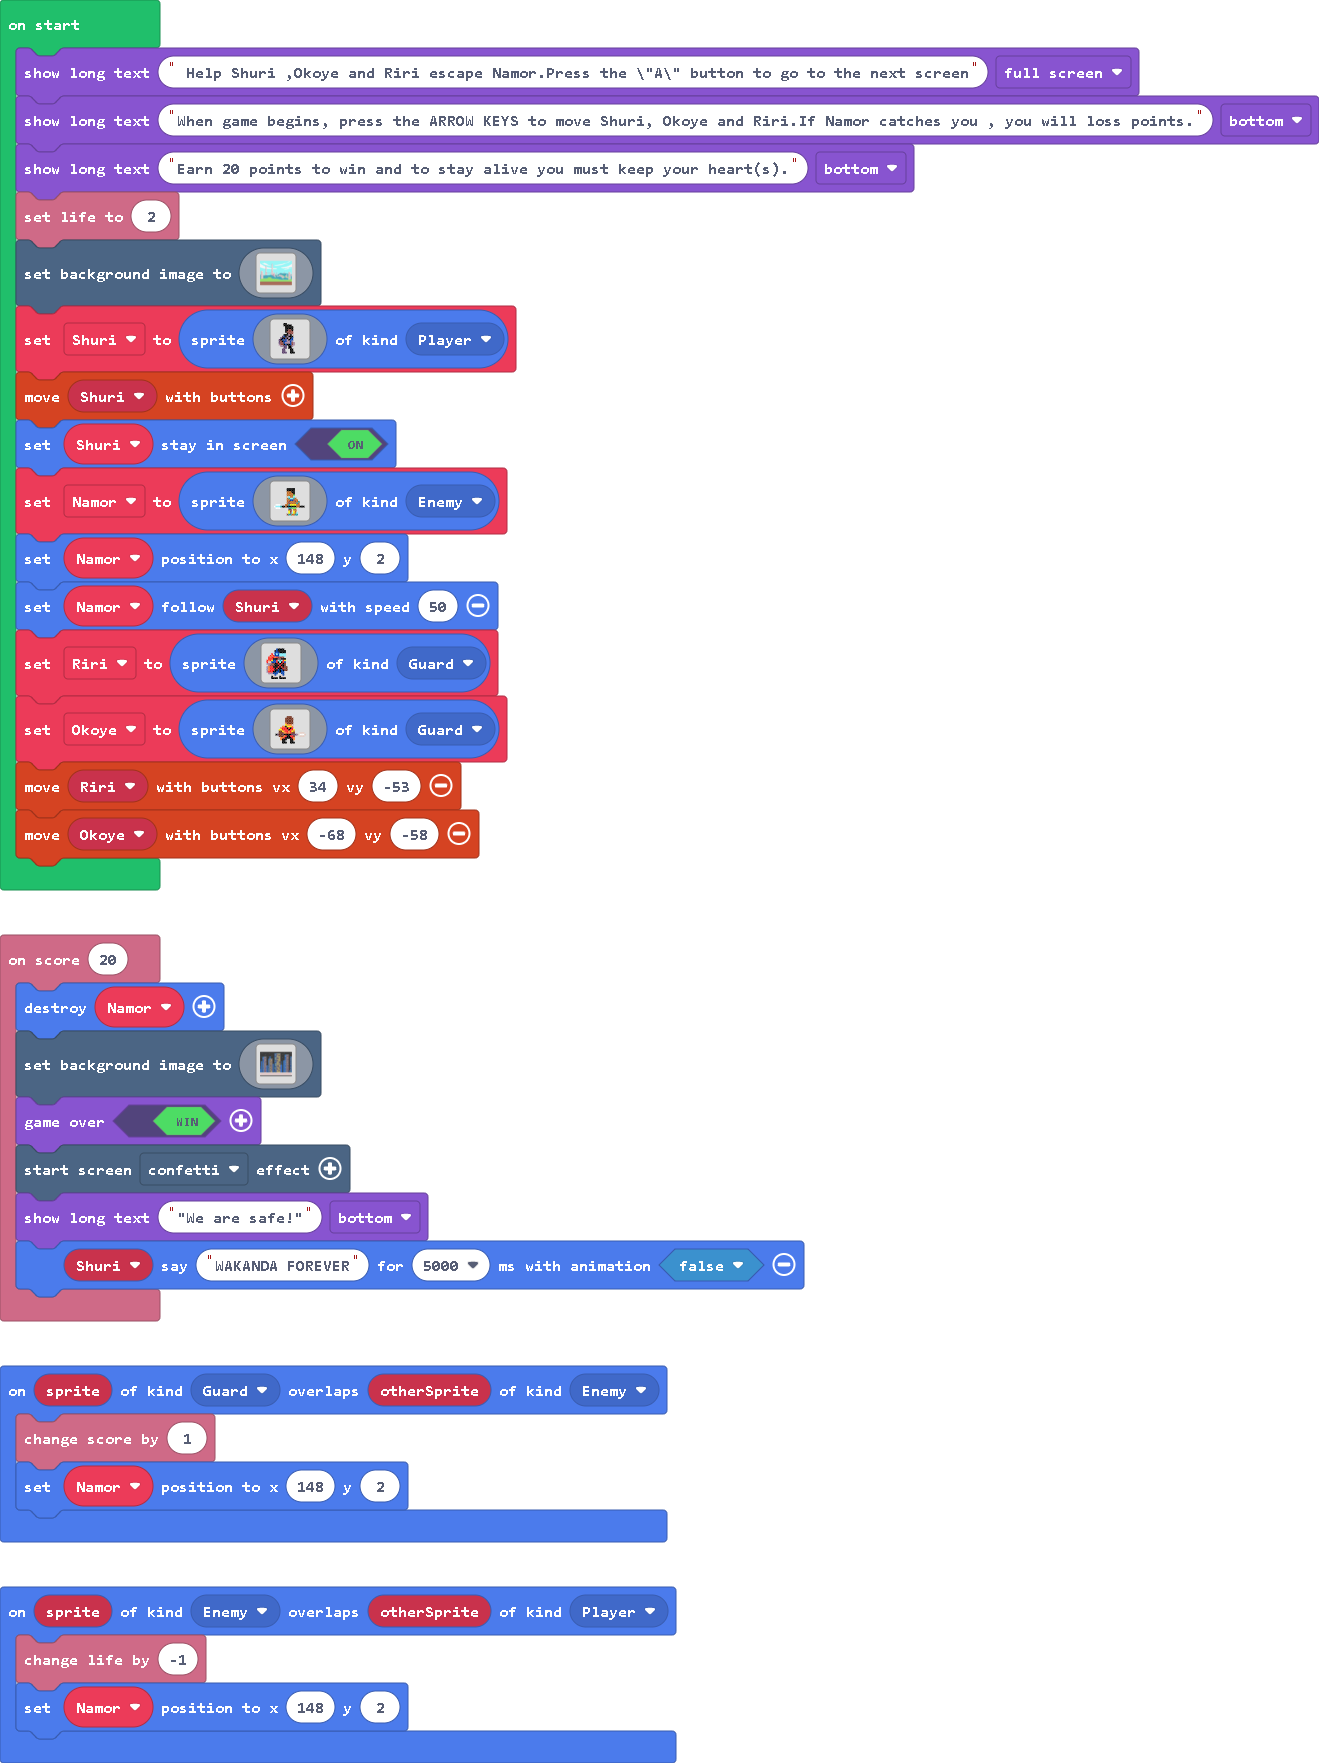 on start
show long text " Help Shuri ,Okoye and Riri escape Namor.Press the \"A\" button to go to the next screen" full screen
show long text "When game begins, press the ARROW KEYS to move Shuri, Okoye and Riri.If Namor catches you , you will loss points." bottom
show long text "Earn 20 points to win and to stay alive you must keep your heart(s)." bottom
set life to 2
set background image to
set Shuri to sprite of kind Player
move Shuri with buttons
set Shuri stay in screen ON
set Namor to sprite of kind Enemy
set Namor position to x 148 y 2
set Namor follow Shuri with speed 50
set Riri to sprite of kind Guard
set Okoye to sprite of kind Guard
move Riri with buttons vx 34 vy -53
move Okoye with buttons vx -68 vy -58
on score 20
destroy Namor
set background image to
game over WIN
start screen confetti effect
show long text ""We are safe!"" bottom
Shuri say "WAKANDA FOREVER" for 5000 ms with animation false
on sprite of kind Guard overlaps otherSprite of kind Enemy
change score by 1
set Namor position to x 148 y 2
on sprite of kind Enemy overlaps otherSprite of kind Player
change life by -1
set Namor position to x 148 y 2